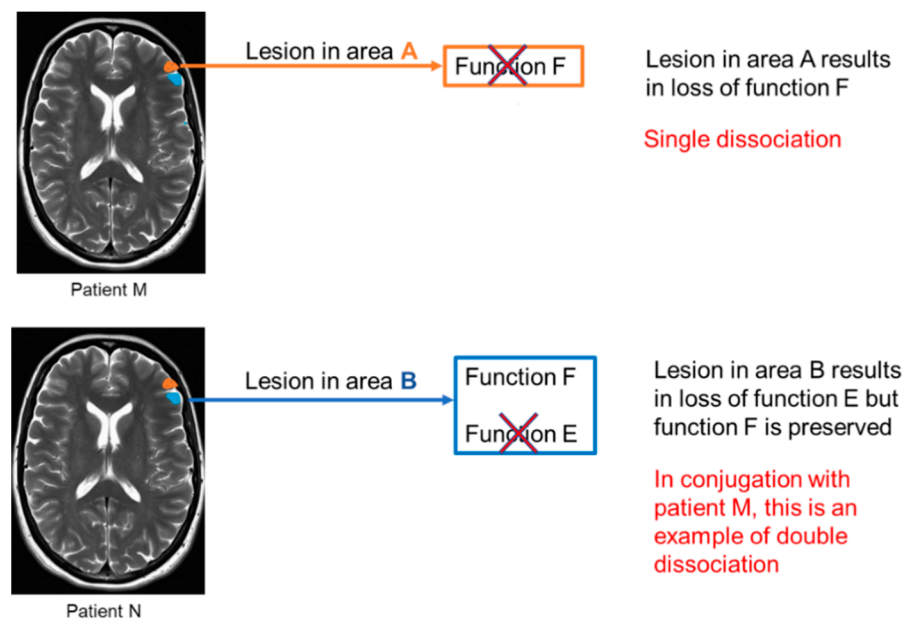 Lesion in area A
Function F
Lesion in area A results
in loss of function F
Single dissociation
Patient M
Lesion in area B
Function F
Function E
Lesion in area B results
in loss of function E but
function F is preserved
In conjugation with
patient M, this is an
example of double
dissociation
Patient N